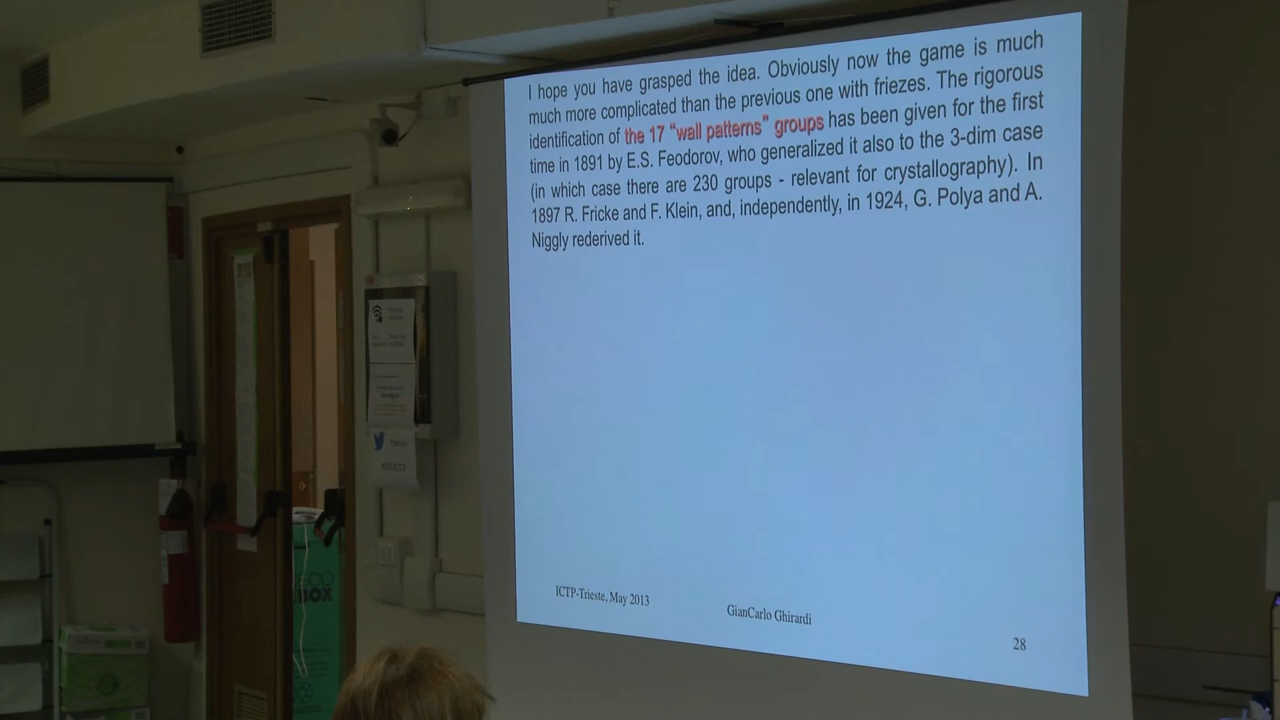 I hope you have grasped the idea. Obviously now the game is much
much more complicated than the previous one with friezes. The rigorous
identification of the 17 “wall patterns” groups has been given for the first
time in 1891 by E.S. Feodorov, who generalized it also to the 3-dim case
(in which case there are 230 groups - relevant for crystallography). In
1897 R. Fricke and F. Klein, and, independently, in 1924, G. Polya and A.
Niggly rederived it.
ICTP-Trieste, May 2013
GianCarlo Ghirardi
28
ECO
BOX